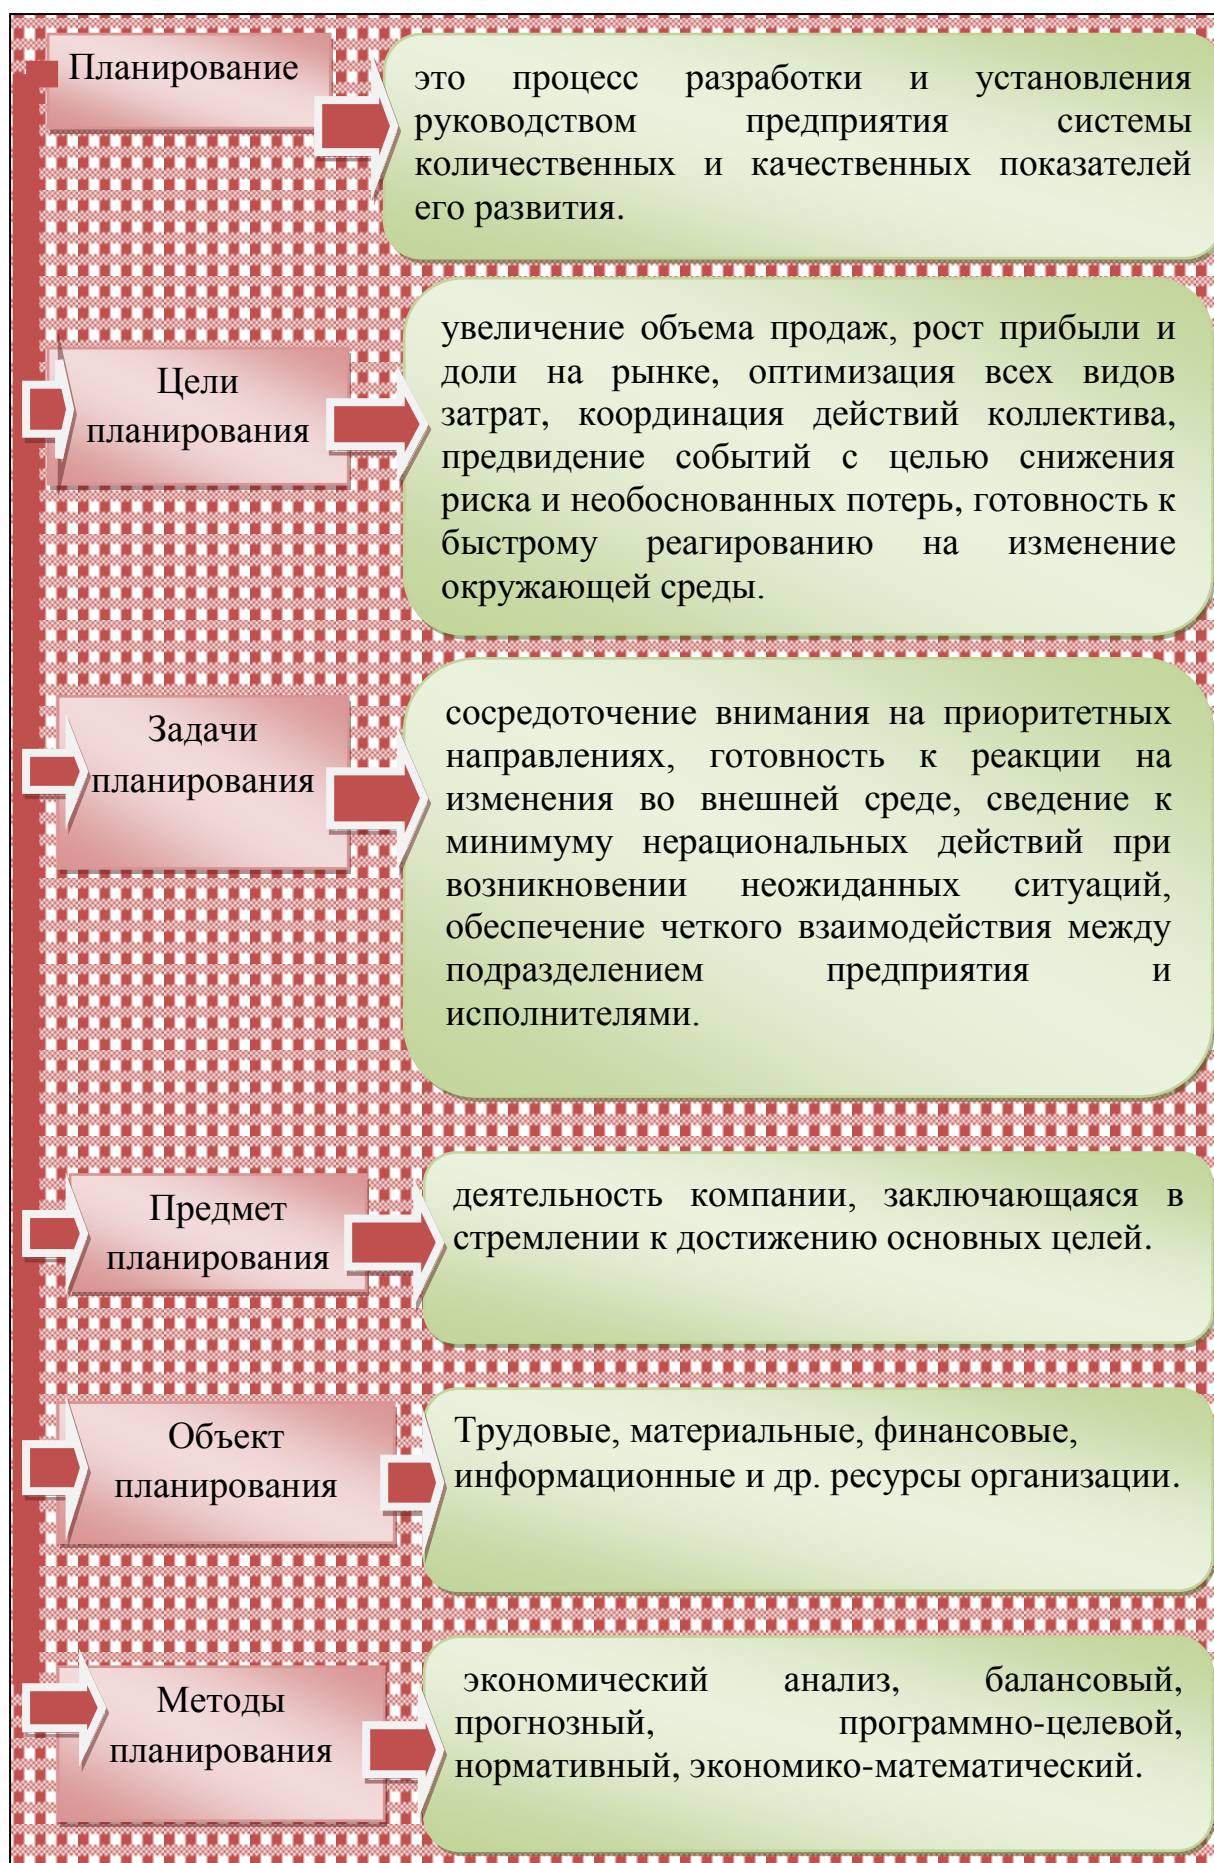 Планирование
это процесс разработки и установления
руководством предприятия системы
количественных и качественных показателей
его развития.
Цели
планирования
увеличение объема продаж, рост прибыли и
доли на рынке, оптимизация всех видов
затрат, координация действий коллектива,
предвидение событий с целью снижения
риска и необоснованных потерь, готовность к
быстрому реагированию на изменение
окружающей среды.
Задачи
планирования
сосредоточение внимания на приоритетных
направлениях, готовность к реакции на
изменения во внешней среде, сведение к
минимуму нерациональных действий при
возникновении неожиданных ситуаций,
обеспечение четкого взаимодействия между
подразделением предприятия и
исполнителями.
Предмет
планирования
деятельность компании, заключающаяся в
стремлении к достижению основных целей.
Объект
планирования
Трудовые, материальные, финансовые,
информационные и др. ресурсы организации.
Методы
планирования
экономический анализ, балансовый,
прогнозный, программно-целевой,
нормативный, экономико-математический.